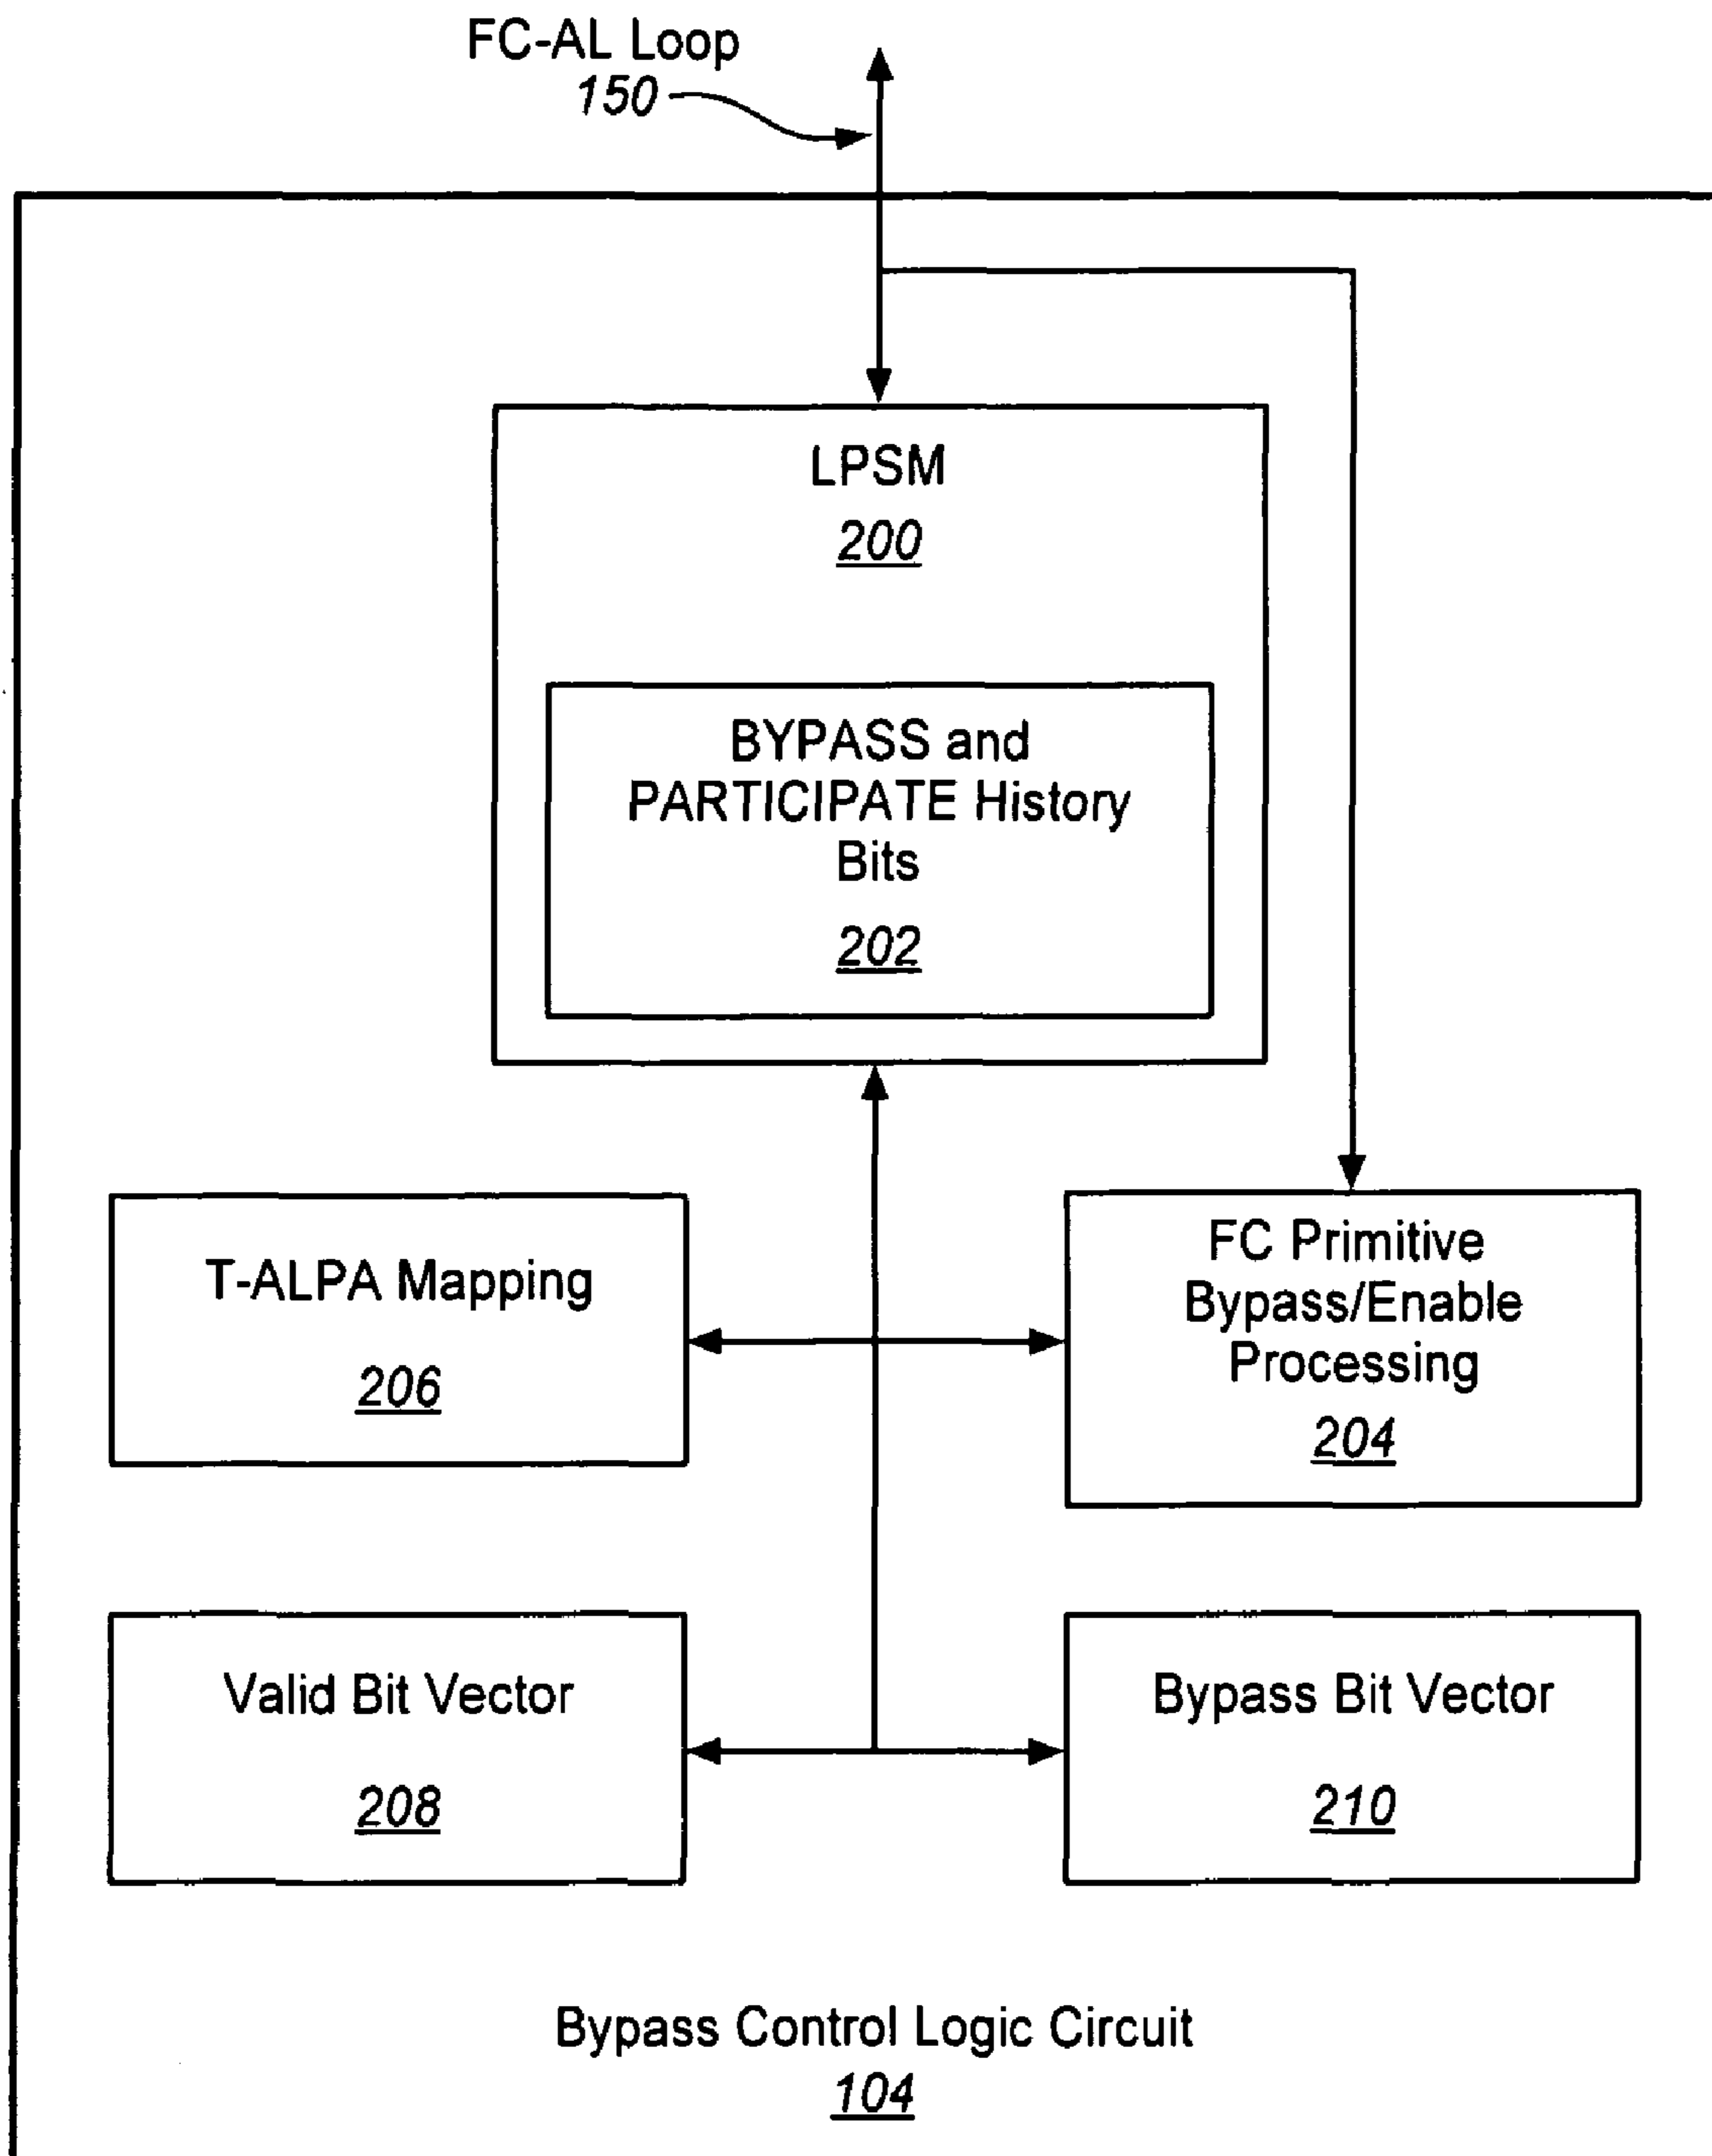 FC-AL Loop
150
LPSM
200
BYPASS and
PARTICIPATE History
Bits
202
T-ALPA Mapping
206
FC Primitive
Bypass/Enable
Processing
204
Valid Bit Vector
208
Bypass Bit Vector
210
Bypass Control Logic Circuit
104